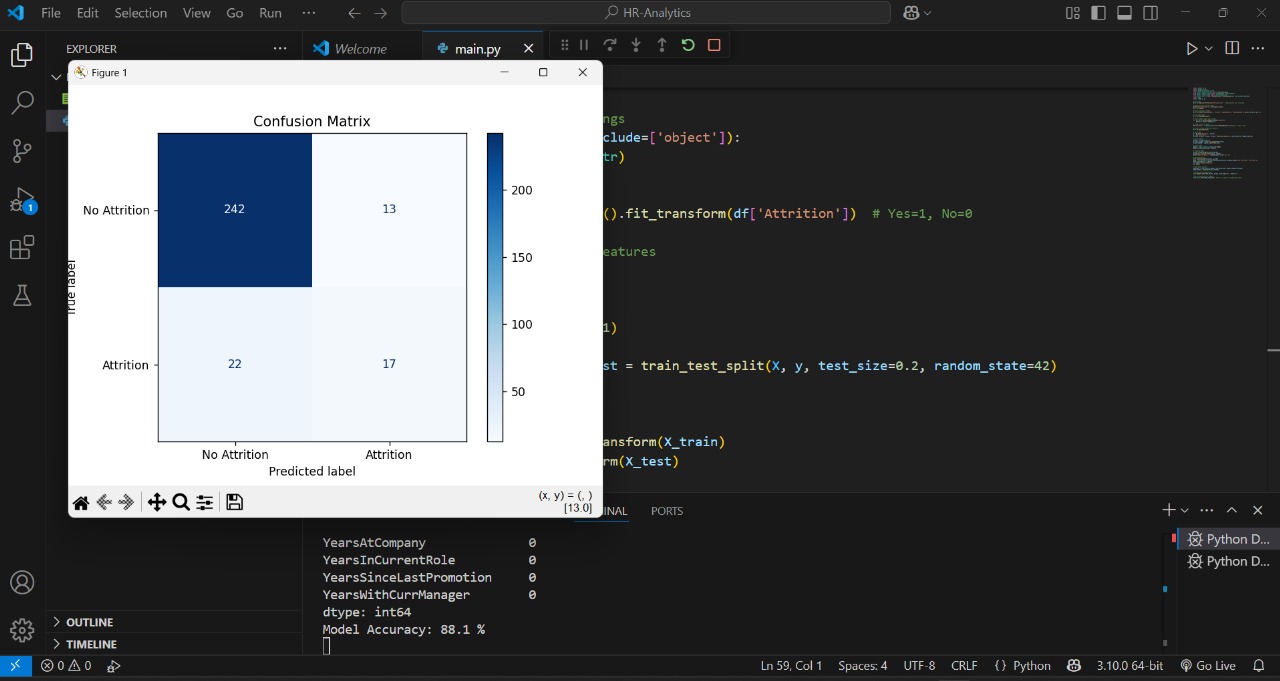 File Edit Selection View Go Run ··· HR-Analytics
EXPLORER ··· Welcome main.py
Figure 1
Confusion Matrix
No Attrition 242 13
Attrition 22 17
200
150
100
50
True label
No Attrition Attrition
Predicted label
(x, y) = (, )
[13.0]
ngs
clude=['object']):
tr)
().fit_transform(df['Attrition']) # Yes=1, No=0
eatures
1)
st = train_test_split(X, y, test_size=0.2, random_state=42)
ansform(X_train)
rm(X_test)
INAL PORTS
YearsAtCompany 0
YearsInCurrentRole 0
YearsSinceLastPromotion 0
YearsWithCurrManager 0
dtype: int64
Model Accuracy: 88.1 %
Python D...
Python D...
1
OUTLINE
TIMELINE
0 0 Ln 59, Col 1 Spaces: 4 UTF-8 CRLF {} Python 3.10.0 64-bit Go Live